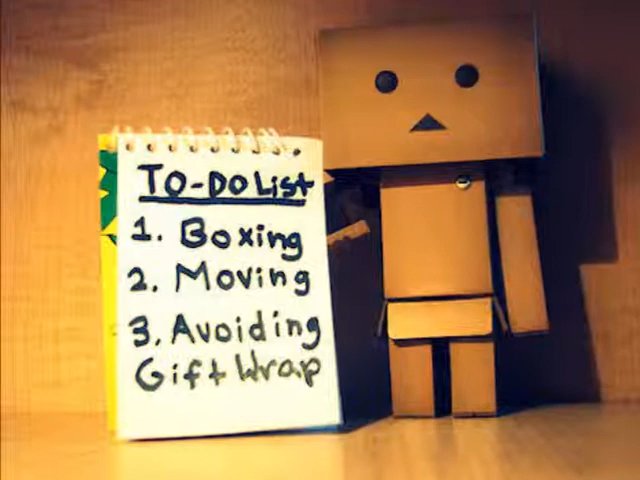 TO-DO List
1. Boxing
2. Moving
3. Avoiding
Gift Wrap